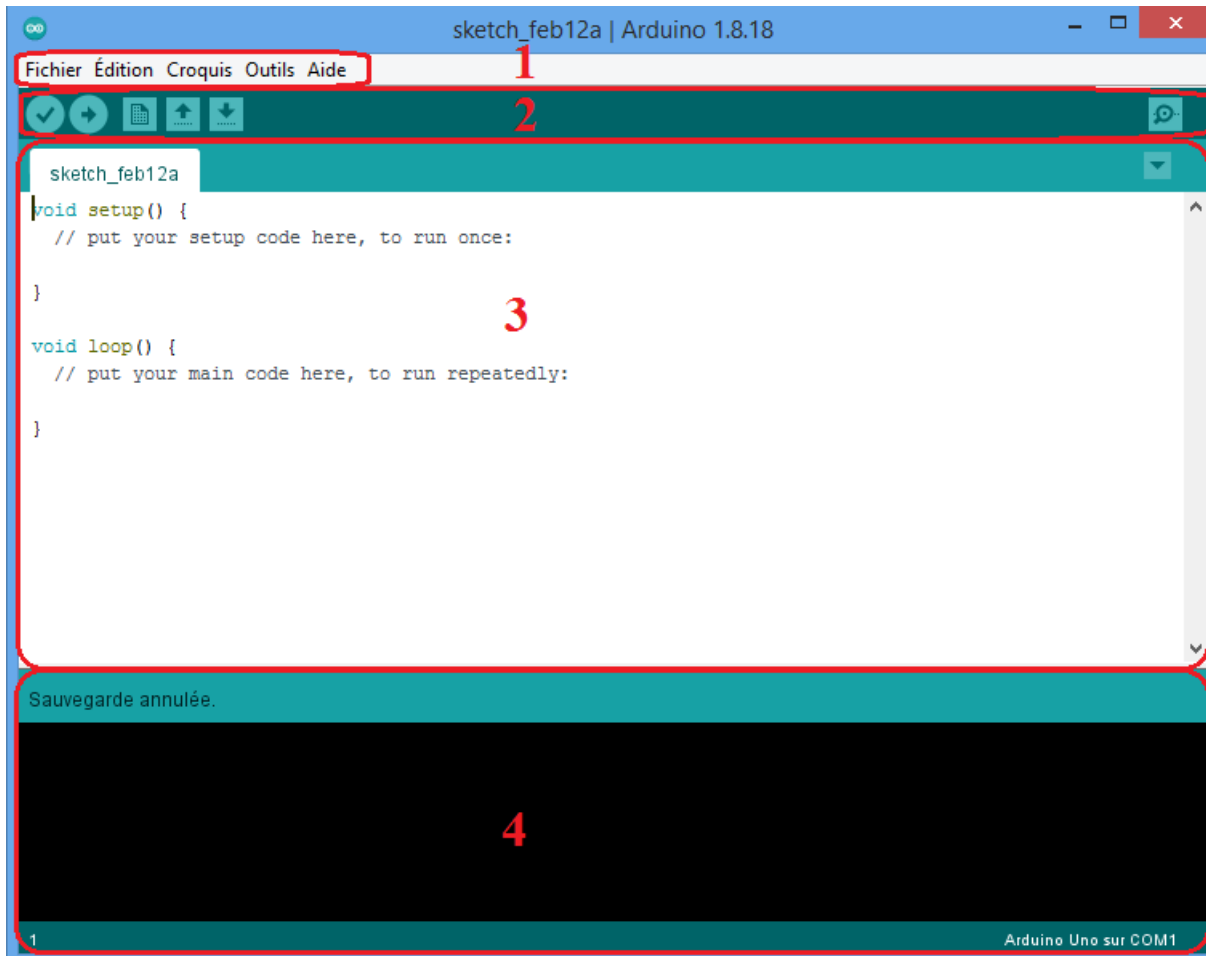 sketch_feb12a | Arduino 1.8.18
Fichier Édition Croquis Outils Aide
1
2
sketch_feb12a
void setup() {
// put your setup code here, to run once:
}
3
void loop() {
// put your main code here, to run repeatedly:
}
Sauvegarde annulée.
4
1
Arduino Uno sur COM1